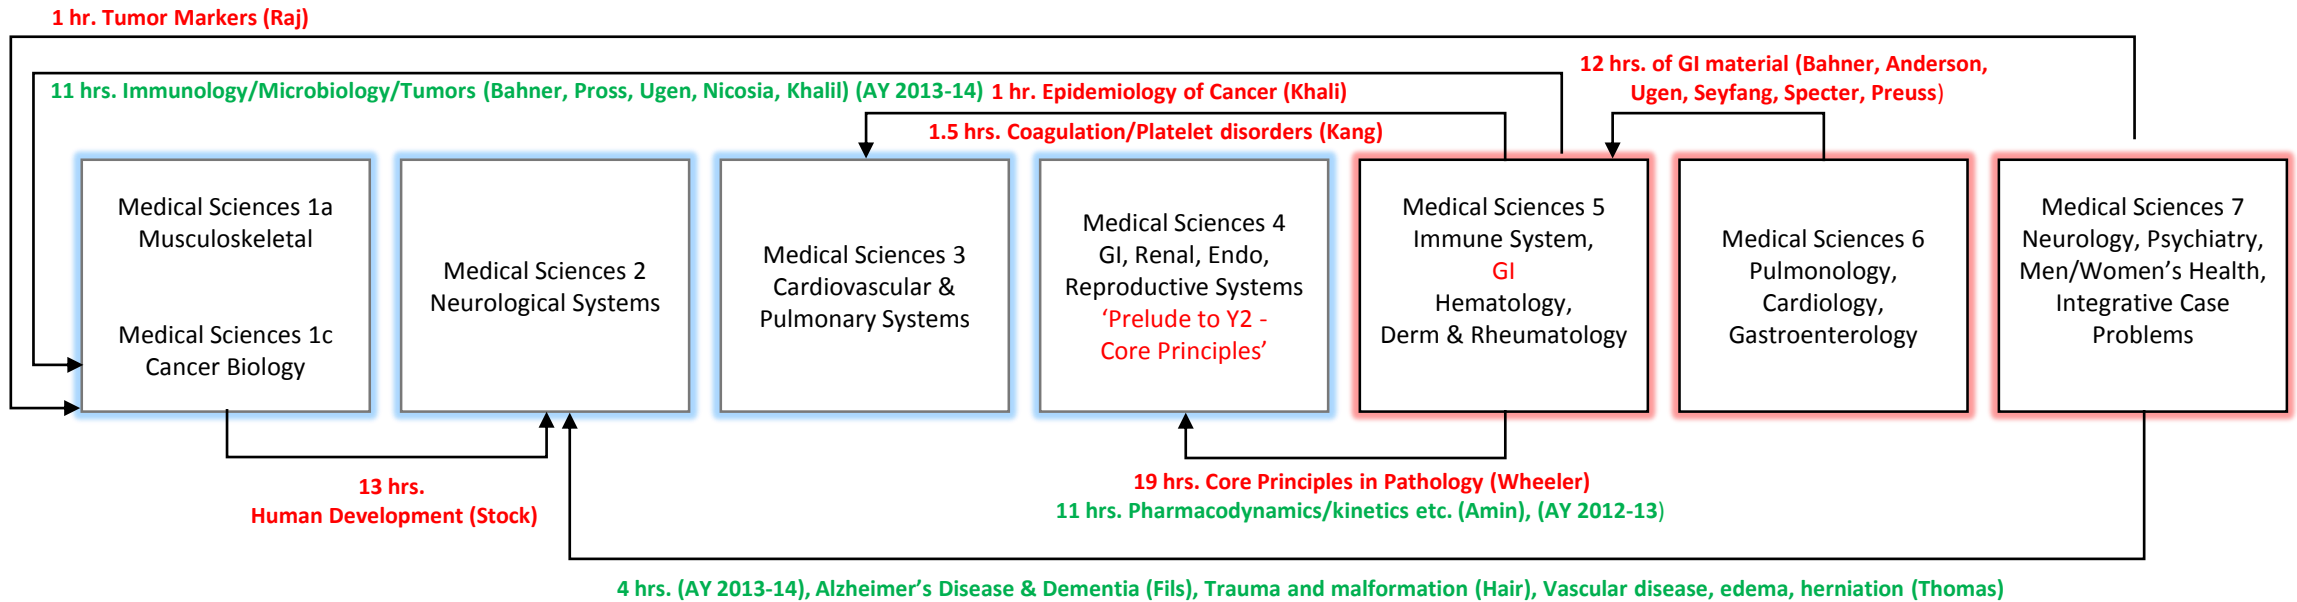 1 hr. Tumor Markers (Raj)
12 hrs. of GI material (Bahner, Anderson,
Ugen, Seyfang, Specter, Preuss)
11 hrs. Immunology/Microbiology/Tumors (Bahner, Pross, Ugen, Nicosia, Khalil) (AY 2013-14) 1 hr. Epidemiology of Cancer (Khali)
1.5 hrs. Coagulation/Platelet disorders (Kang)
Medical Sciences 1a
Musculoskeletal
Medical Sciences 1c
Cancer Biology
Medical Sciences 2
Neurological Systems
Medical Sciences 3
Cardiovascular &
Pulmonary Systems
Medical Sciences 4
GI, Renal, Endo,
Reproductive Systems
‘Prelude to Y2 -
Core Principles’
Medical Sciences 5
Immune System,
GI
Hematology,
Derm & Rheumatology
Medical Sciences 6
Pulmonology,
Cardiology,
Gastroenterology
Medical Sciences 7
Neurology, Psychiatry,
Men/Women’s Health,
Integrative Case
Problems
13 hrs.
Human Development (Stock)
19 hrs. Core Principles in Pathology (Wheeler)
11 hrs. Pharmacodynamics/kinetics etc. (Amin), (AY 2012-13)
4 hrs. (AY 2013-14), Alzheimer’s Disease & Dementia (Fils), Trauma and malformation (Hair), Vascular disease, edema, herniation (Thomas)